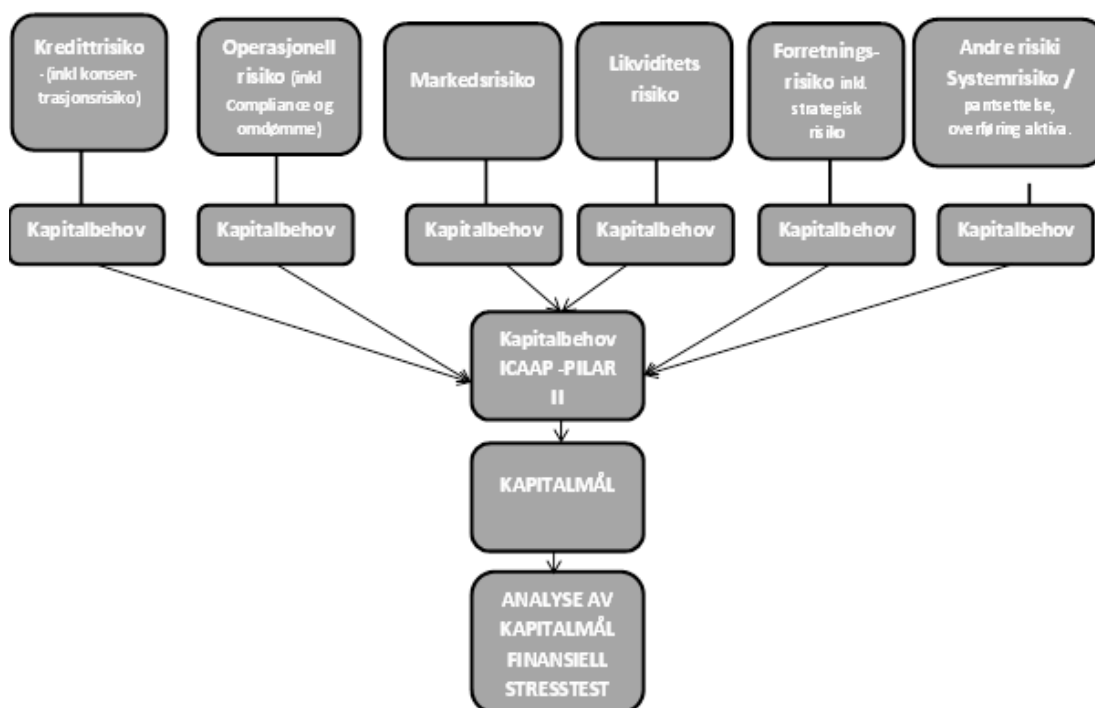 Kredittrisiko
- (inkl konsen-
trasjonsrisiko)
Operasjonell
risiko (inkl
Compliance og
omdømme)
Markedsrisiko
Likviditets
risiko
Forretnings-
risiko inkl.
strategisk
risiko
Andre risiki
Systemrisiko /
pantsettelse,
overføring aktiva.
Kapitalbehov
Kapitalbehov
Kapitalbehov
Kapitalbehov
Kapitalbehov
Kapitalbehov
Kapitalbehov
ICAAP -PILAR
II
KAPITALMÅL
ANALYSE AV
KAPITALMÅL
FINANSIELL
STRESSTEST